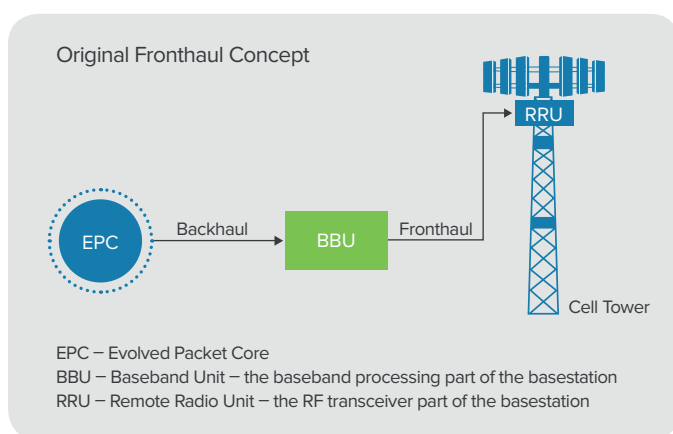 Original Fronthaul Concept
RRU
Backhaul
Fronthaul
EPC
BBU
Cell Tower
EPC – Evolved Packet Core
BBU – Baseband Unit – the baseband processing part of the basestation
RRU – Remote Radio Unit – the RF transceiver part of the basestation